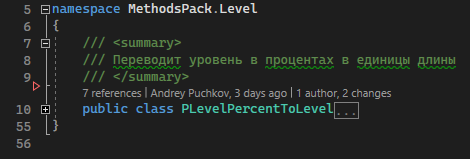 5 namespace MethodsPack.Level
6 {
7 /// <summary>
8 /// Переводит уровень в процентах в единицы длины
9 /// </summary>
7 references | Andrey Puchkov, 3 days ago | 1 author, 2 changes
10 public class PLevelPercentToLevel...
55 }
56